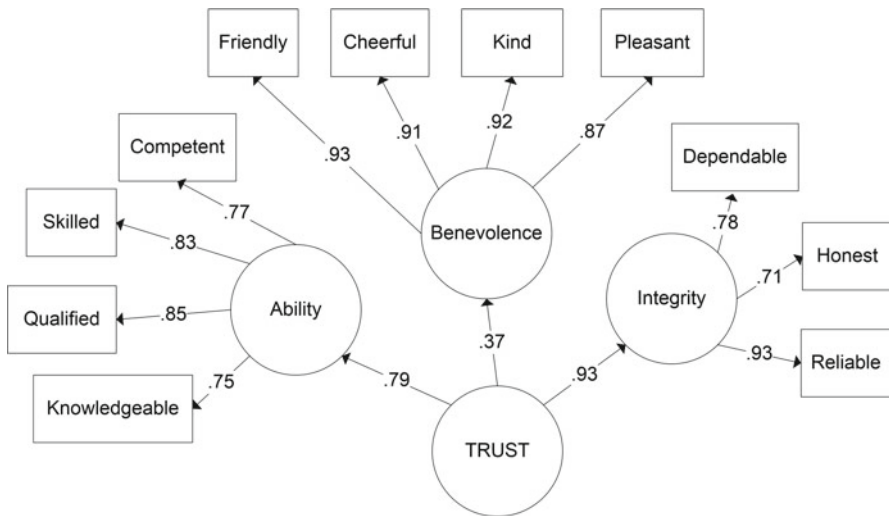 Friendly
Cheerful
Kind
Pleasant
Competent
Dependable
.93
.91
.92
.87
Skilled
.77
.78
Honest
.83
Benevolence
.71
Qualified
.85
Ability
Integrity
.37
.93
Reliable
Knowledgeable
.75
.79
.93
TRUST